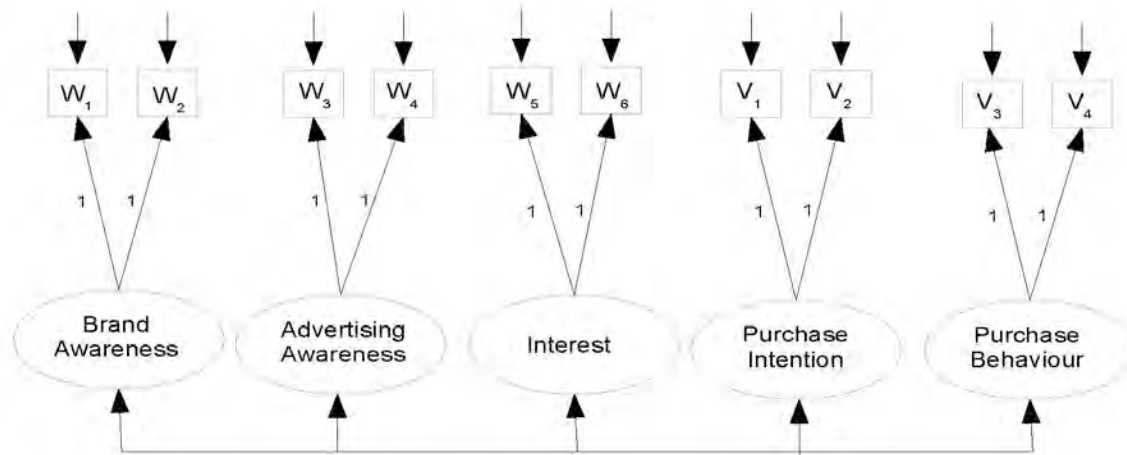 W1
W2
W3
W4
W5
W6
V1
V2
V3
V4
1
1
1
1
1
1
1
1
1
1
Brand
Awareness
Advertising
Awareness
Interest
Purchase
Intention
Purchase
Behaviour